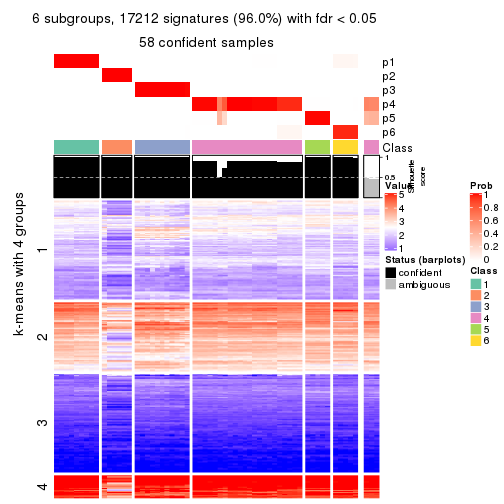 6 subgroups, 17212 signatures (96.0%) with fdr < 0.05
58 confident samples
p1
p2
p3
p4
p5
p6
Class
1
0.5
Silhouette
score
k-means with 4 groups
1
2
3
4
Value
5
4
3
2
1
Status (barplots)
confident
ambiguous
Prob
1
0.8
0.6
0.4
0.2
0
Class
1
2
3
4
5
6